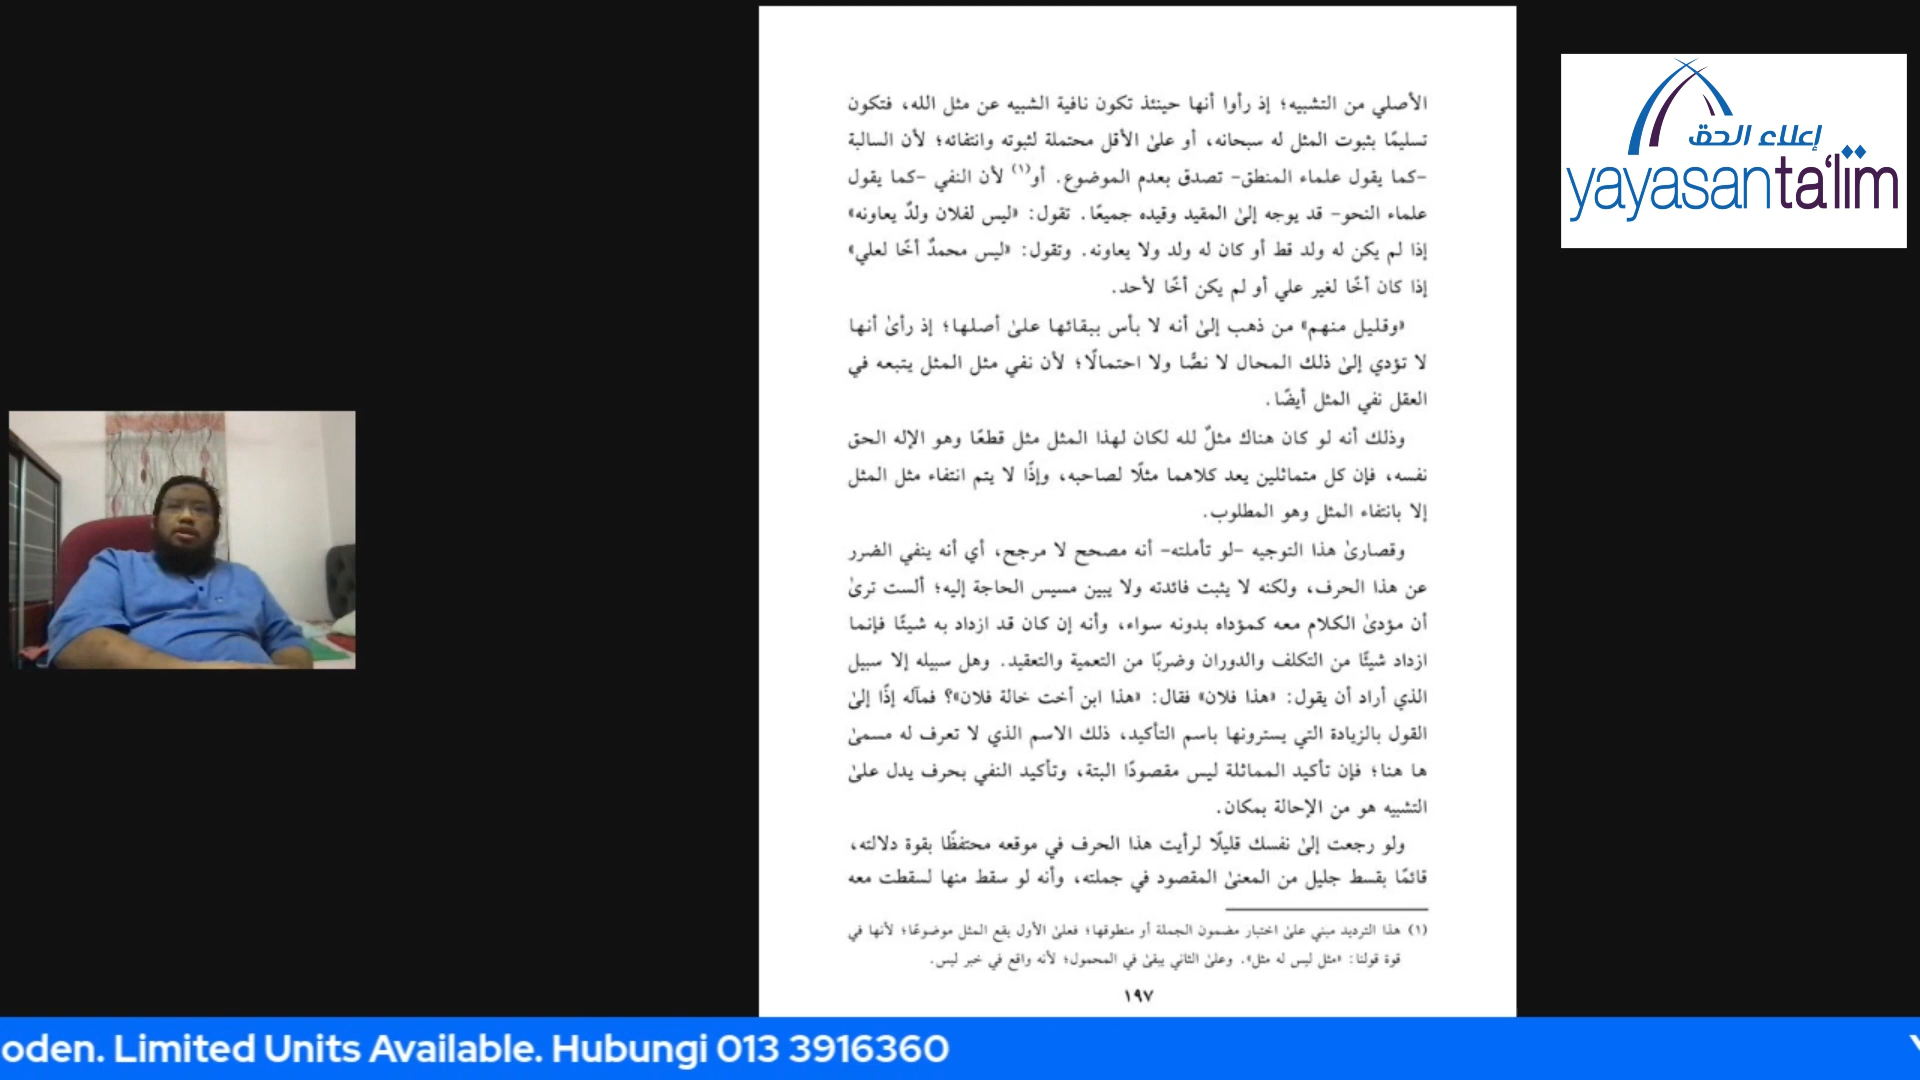 الأصلي من التشبيه؛ إذ رأوا أنها حينئذ تكون نافية الشبيه عن مثل الله، فتكون
تسليمًا بثبوت المثل له سبحانه، أو علىٰ الأقل محتملة لثبوته وانتفائه؛ لأن السالبة
-كما يقول علماء المنطق- تصدق بعدم الموضوع. أو(١) لأن النفي -كما يقول
علماء النحو- قد يوجه إلىٰ المقيد وقيده جميعًا. تقول: «ليس لفلان ولدٌ يعاونه»
إذا لم يكن له ولد قط أو كان له ولد ولا يعاونه. وتقول: «ليس محمدٌ أخًا لعلي»
إذا كان أخًا لغير علي أو لم يكن أخًا لأحد.
«وقليل منهم» من ذهب إلىٰ أنه لا بأس ببقائها علىٰ أصلها؛ إذ رأىٰ أنها
لا تؤدي إلىٰ ذلك المحال لا نصًّا ولا احتمالًا؛ لأن نفي مثل المثل يتبعه في
العقل نفي المثل أيضًا.
وذلك أنه لو كان هناك مثلٌ لله لكان لهذا المثل مثل قطعًا وهو الإله الحق
نفسه، فإن كل متماثلين يعد كلاهما مثلًا لصاحبه، وإذًا لا يتم انتفاء مثل المثل
إلا بانتفاء المثل وهو المطلوب.
وقصارىٰ هذا التوجيه -لو تأملته- أنه مصحح لا مرجح، أي أنه ينفي الضرر
عن هذا الحرف، ولكنه لا يثبت فائدته ولا يبين مسيس الحاجة إليه؛ ألست ترىٰ
أن مؤدىٰ الكلام معه كمؤداه بدونه سواء، وأنه إن كان قد ازداد به شيئًا فإنما
ازداد شيئًا من التكلف والدوران وضربًا من التعمية والتعقيد. وهل سبيله إلا سبيل
الذي أراد أن يقول: «هذا فلان» فقال: «هذا ابن أخت خالة فلان»؟ فمآله إذًا إلىٰ
القول بالزيادة التي يسترونها باسم التأكيد، ذلك الاسم الذي لا تعرف له مسمىٰ
ها هنا؛ فإن تأكيد المماثلة ليس مقصودًا البتة، وتأكيد النفي بحرف يدل علىٰ
التشبيه هو من الإحالة بمكان.
ولو رجعت إلىٰ نفسك قليلًا لرأيت هذا الحرف في موقعه محتفظًا بقوة دلالته،
قائمًا بقسط جليل من المعنىٰ المقصود في جملته، وأنه لو سقط منها لسقطت معه
(١) هذا الترديد مبني علىٰ اختبار مضمون الجملة أو منطوقها؛ فعلىٰ الأول يقع المثل موضوعًا؛ لأنها في
قوة قولنا: «مثل ليس له مثل». وعلىٰ الثاني يبقىٰ في المحمول؛ لأنه واقع في خبر ليس.
١٩٧
إعلاء الحق
yayasanta'lim
oden. Limited Units Available. Hubungi 013 3916360